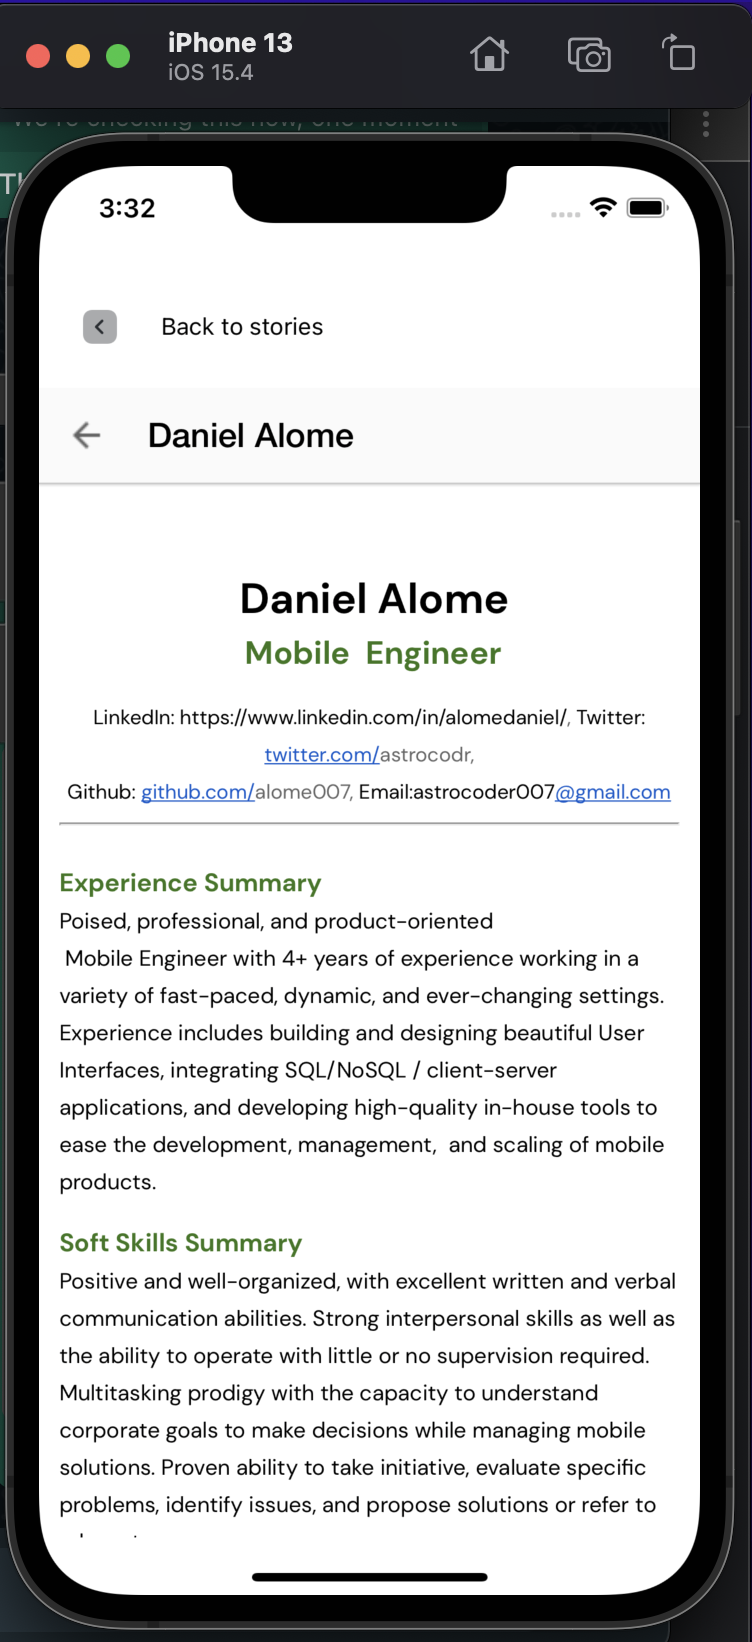 iPhone 13
iOS 15.4
We're checking this now, one moment
3:32
Back to stories
Daniel Alome
Daniel Alome
Mobile  Engineer
LinkedIn: https://www.linkedin.com/in/alomedaniel/, Twitter:
twitter.com/astrocodr,
Github: github.com/alome007, Email:astrocoder007@gmail.com
Experience Summary
Poised, professional, and product-oriented
Mobile Engineer with 4+ years of experience working in a
variety of fast-paced, dynamic, and ever-changing settings.
Experience includes building and designing beautiful User
Interfaces, integrating SQL/NoSQL / client-server
applications, and developing high-quality in-house tools to
ease the development, management,  and scaling of mobile
products.
Soft Skills Summary
Positive and well-organized, with excellent written and verbal
communication abilities. Strong interpersonal skills as well as
the ability to operate with little or no supervision required.
Multitasking prodigy with the capacity to understand
corporate goals to make decisions while managing mobile
solutions. Proven ability to take initiative, evaluate specific
problems, identify issues, and propose solutions or refer to